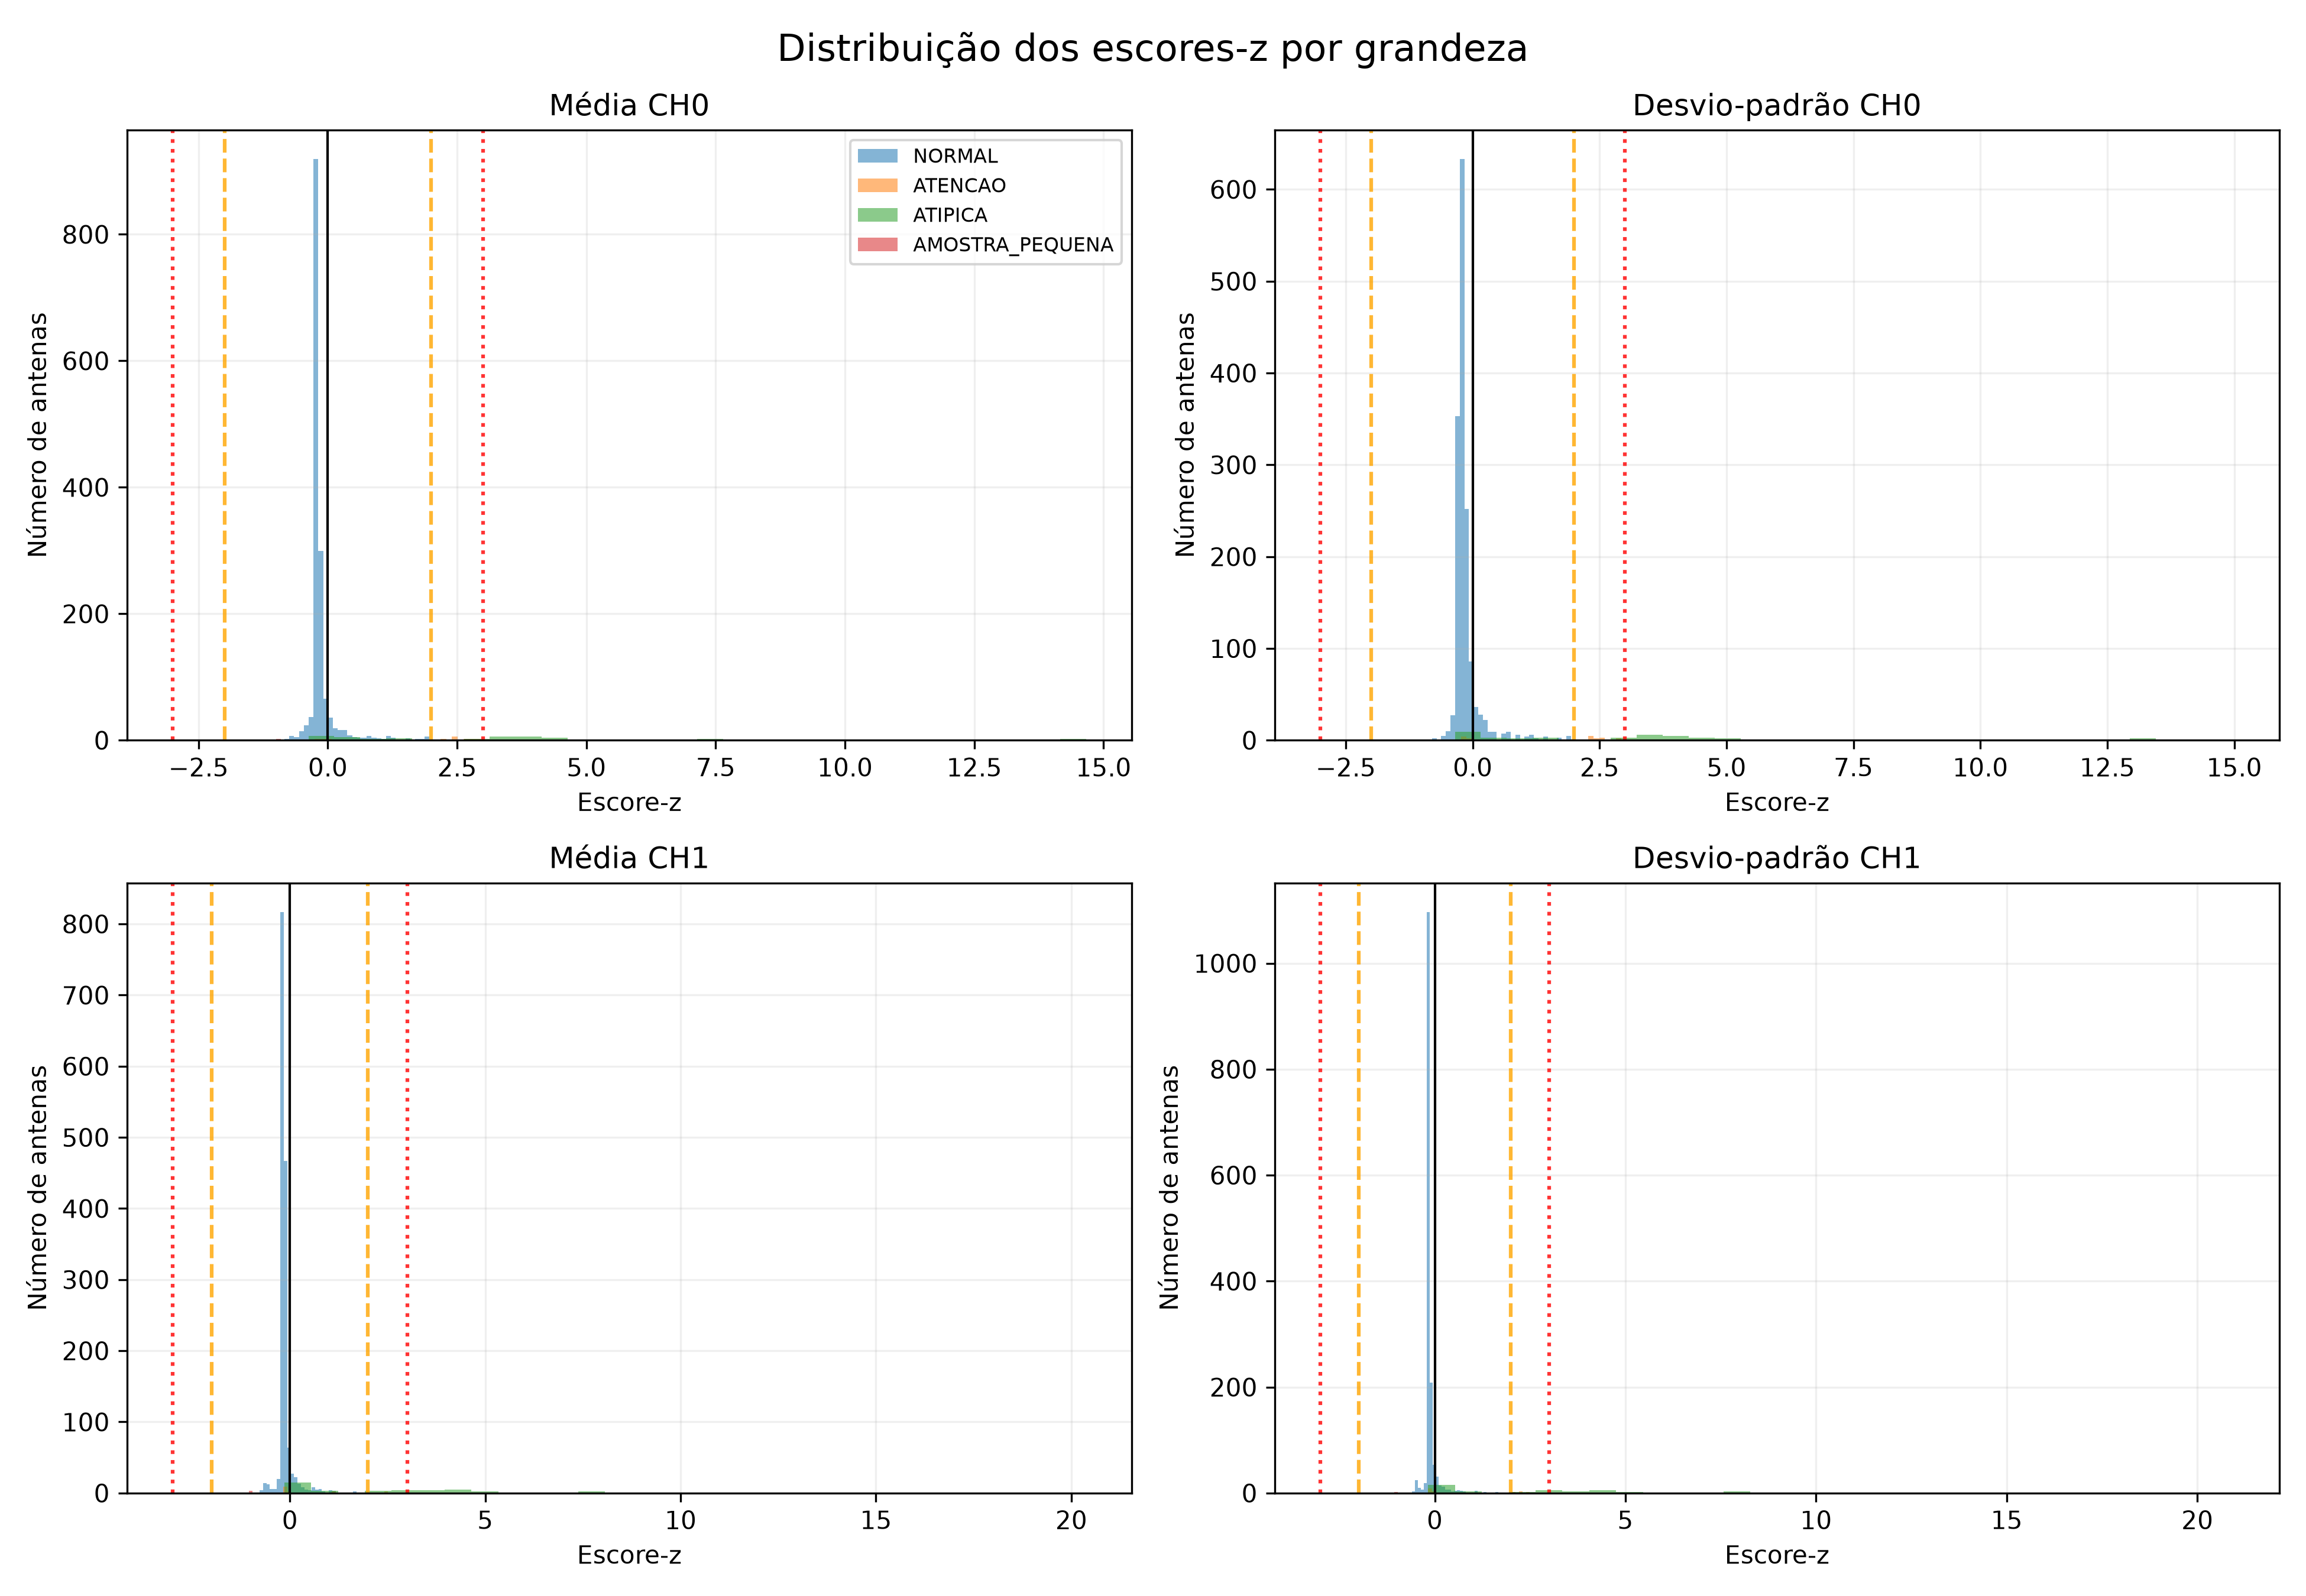 Distribuição dos escores-z por grandeza
Média CH0
Número de antenas
800
600
400
200
0
−2.5 0.0 2.5 5.0 7.5 10.0 12.5 15.0
Escore-z
NORMAL
ATENCAO
ATIPICA
AMOSTRA_PEQUENA
Desvio-padrão CH0
Número de antenas
600
500
400
300
200
100
0
−2.5 0.0 2.5 5.0 7.5 10.0 12.5 15.0
Escore-z
Média CH1
Número de antenas
800
700
600
500
400
300
200
100
0
0 5 10 15 20
Escore-z
Desvio-padrão CH1
Número de antenas
1000
800
600
400
200
0
0 5 10 15 20
Escore-z